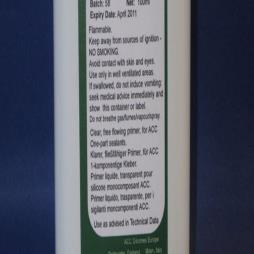 Batch: 58 Net: 100ml
Expiry Date: April 2011
Flammable.
Keep away from sources of ignition -
NO SMOKING.
Avoid contact with skin and eyes.
Use only in well ventilated areas.
If swallowed, do not induce vomiting:
seek medical advice immediately and
show this container or label.
Do not breathe gas/fumes/vapour/spray.
Clear, free flowing primer, for ACC
One-part sealants.
Klarer, fließfähiger Primer, für ACC
1-komponentige Kleber.
Primer liquide, transparent pour
silicone monocomposant ACC.
Primer liquido, trasparente, per i
sigillanti monocomponenti ACC.
Use as advised in Technical Data
ACC Silicones Europe